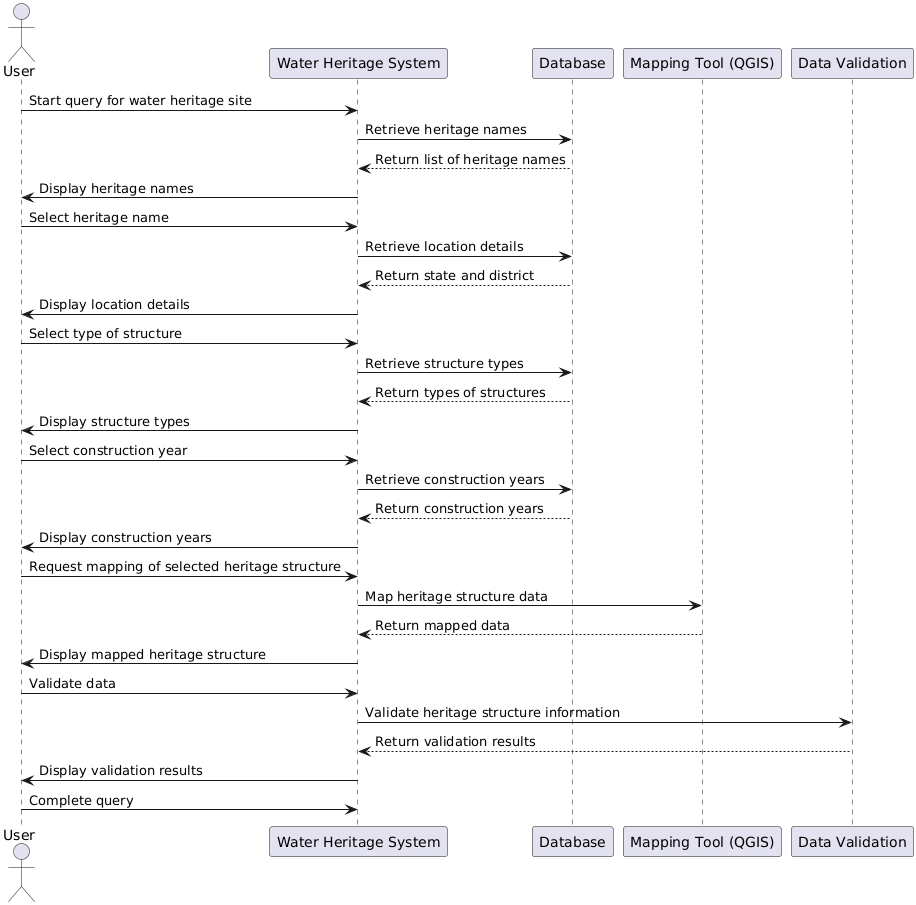 User
Water Heritage System
Database
Mapping Tool (QGIS)
Data Validation
Start query for water heritage site
Retrieve heritage names
Return list of heritage names
Display heritage names
Select heritage name
Retrieve location details
Return state and district
Display location details
Select type of structure
Retrieve structure types
Return types of structures
Display structure types
Select construction year
Retrieve construction years
Return construction years
Display construction years
Request mapping of selected heritage structure
Map heritage structure data
Return mapped data
Display mapped heritage structure
Validate data
Validate heritage structure information
Return validation results
Display validation results
Complete query
User
Water Heritage System
Database
Mapping Tool (QGIS)
Data Validation